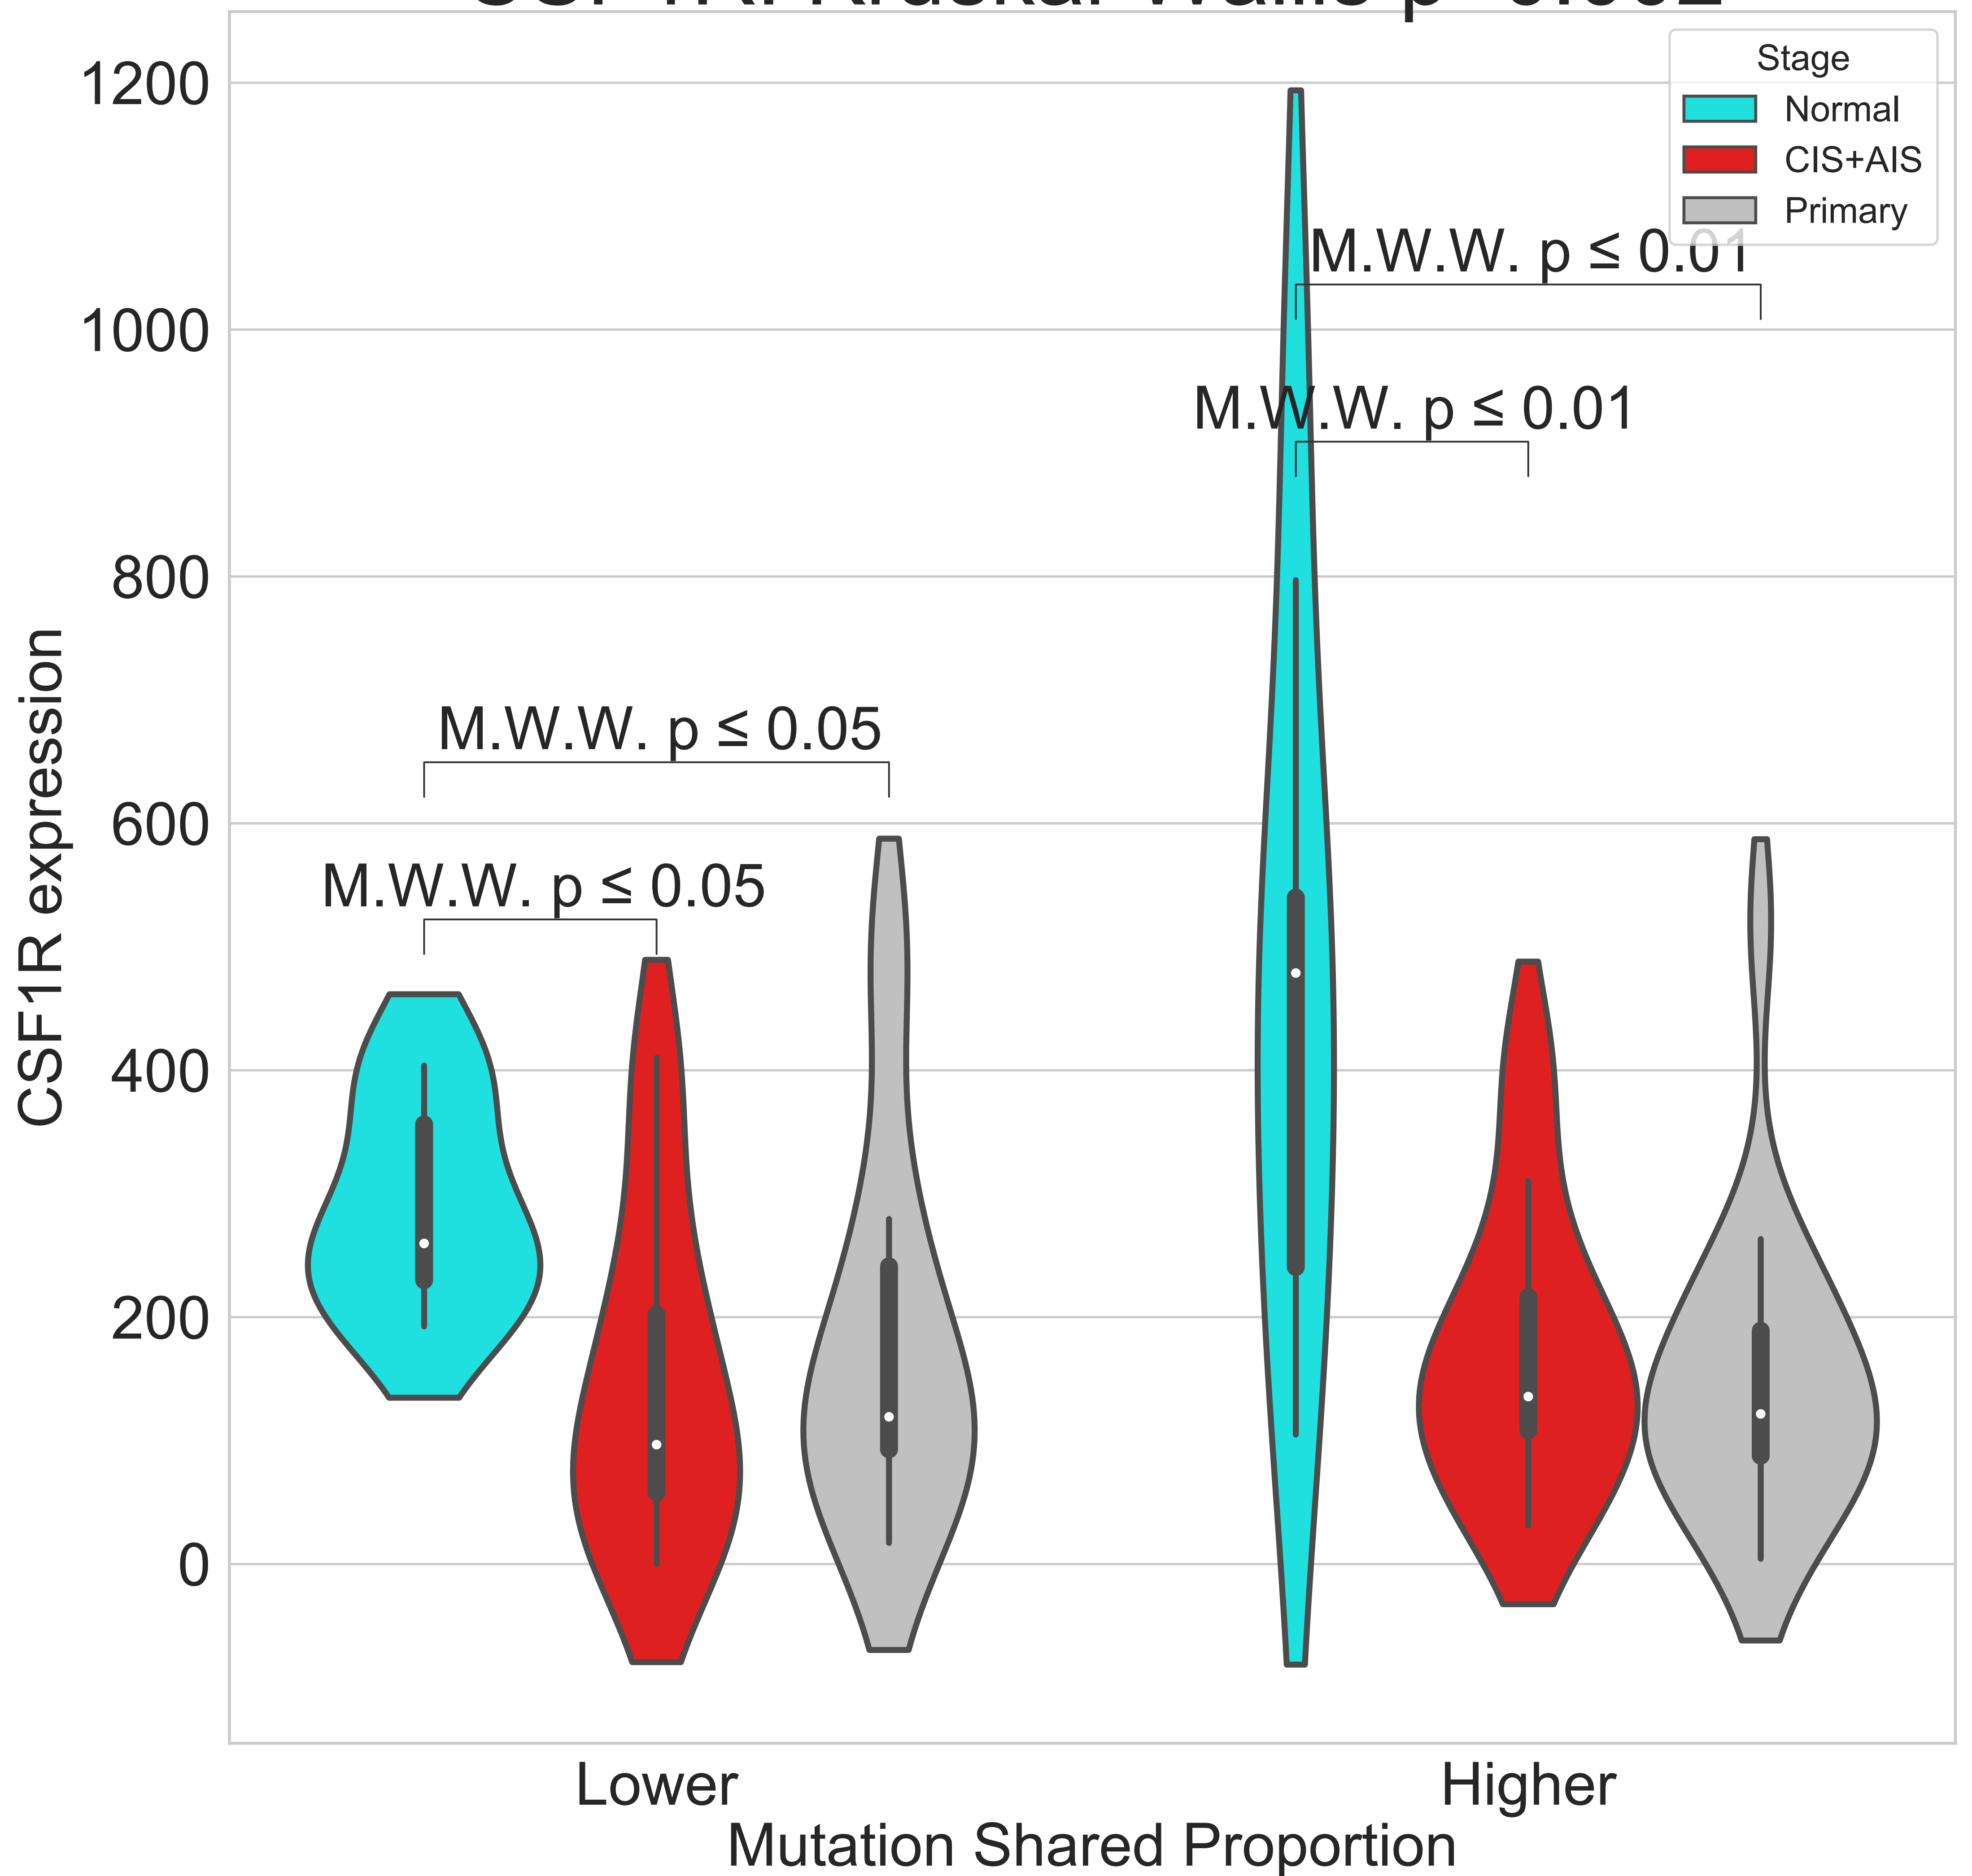 Stage
Normal
CIS+AIS
Primary
1200
1000
800
600
400
200
0
CSF1R expression
M.W.W. p ≤ 0.01
M.W.W. p ≤ 0.01
M.W.W. p ≤ 0.05
M.W.W. p ≤ 0.05
Lower
Higher
Mutation Shared Proportion